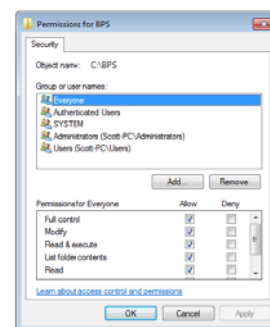 Permissions for BPS
Security
Object name: C:\BPS
Group or user names:
Everyone
Authenticated Users
SYSTEM
Administrators (Scott-PC\Administrators)
Users (Scott-PC\Users)
Add... Remove
Permissions for Everyone Allow Deny
Full control
Modify
Read & execute
List folder contents
Read
Learn about access control and permissions
OK Cancel Apply